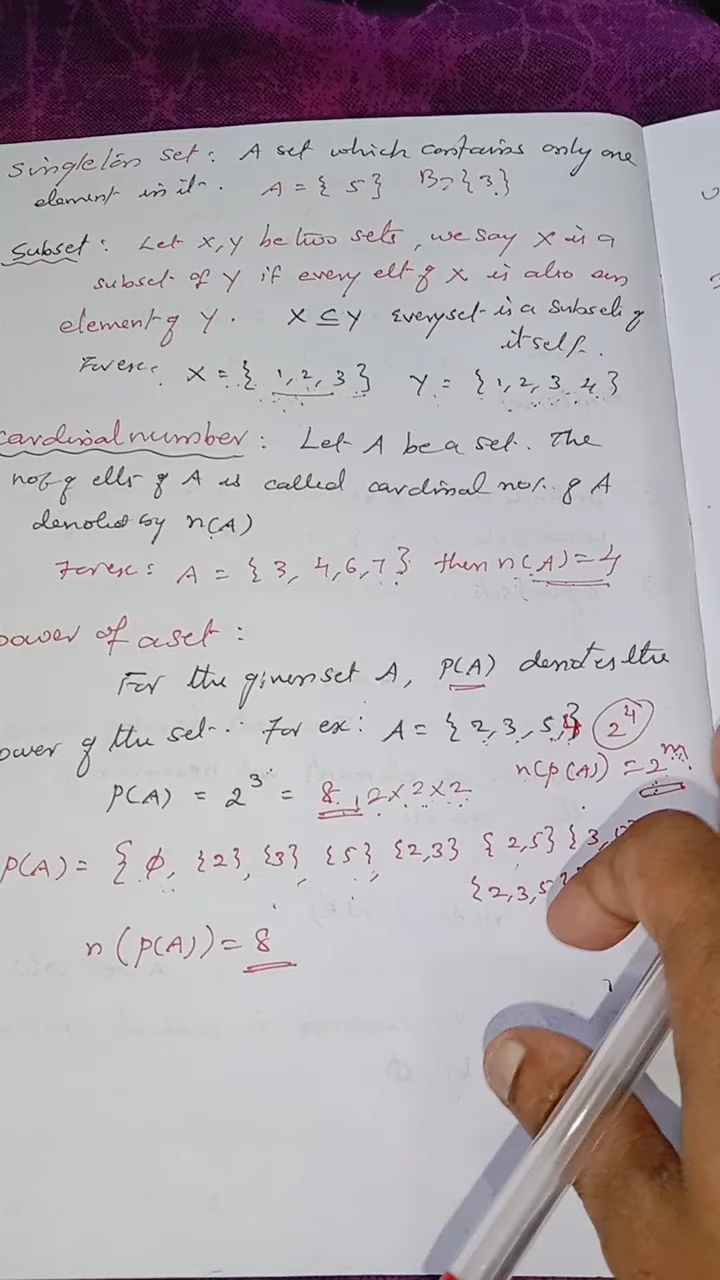 Singleton set: A set which contains only one
element in it. A = { 5 } B = { 3 }
Subset: Let X, Y be two sets, we say X is a
subset of Y if every elt of X is also an
element of Y. X ⊆ Y Every set is a subset of
itself.
For ex: X = { 1, 2, 3 } Y = { 1, 2, 3, 4 }
cardinal number: Let A be a set. The
no of elts of A is called cardinal no. of A
denoted by n(A)
For ex: A = { 3, 4, 6, 7 } then n(A) = 4
power of a set:
For the given set A, P(A) denotes the
power of the set. For ex: A = { 2, 3, 5, 2⁴
P(A) = 2³ = 8, 2×2×2 n(P(A)) = 2ᵐ
P(A) = { ϕ, {2}, {3} {5} {2,3} {2,5} {3,
{2,3,5
n(P(A)) = 8